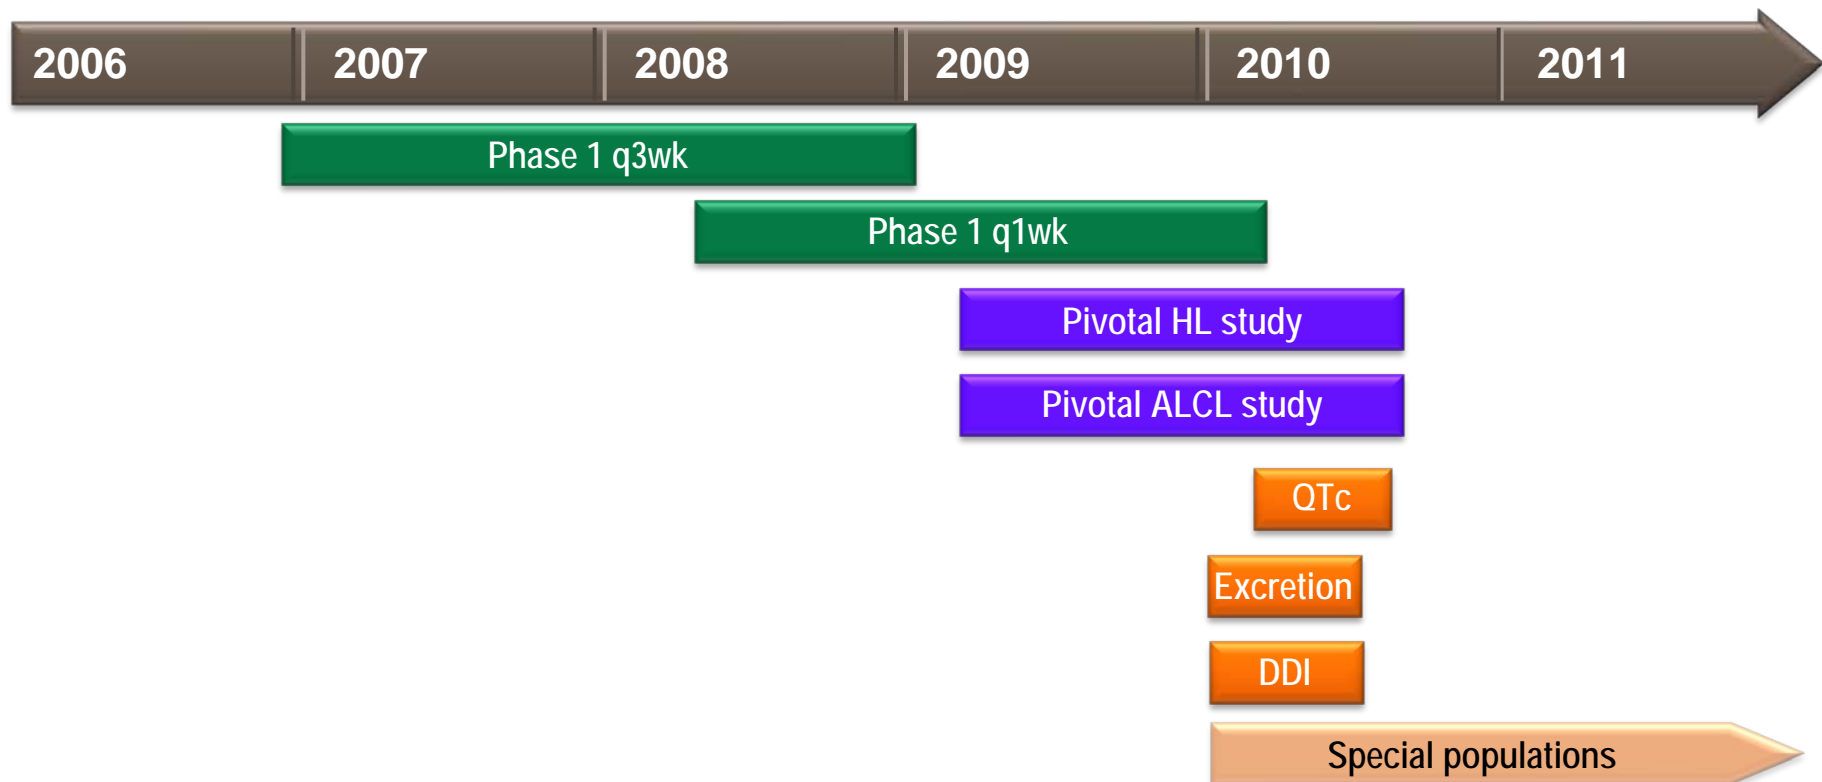 2006 2007 2008 2009 2010 2011
Phase 1 q3wk
Phase 1 q1wk
Pivotal HL study
Pivotal ALCL study
QTc
Excretion
DDI
Special populations